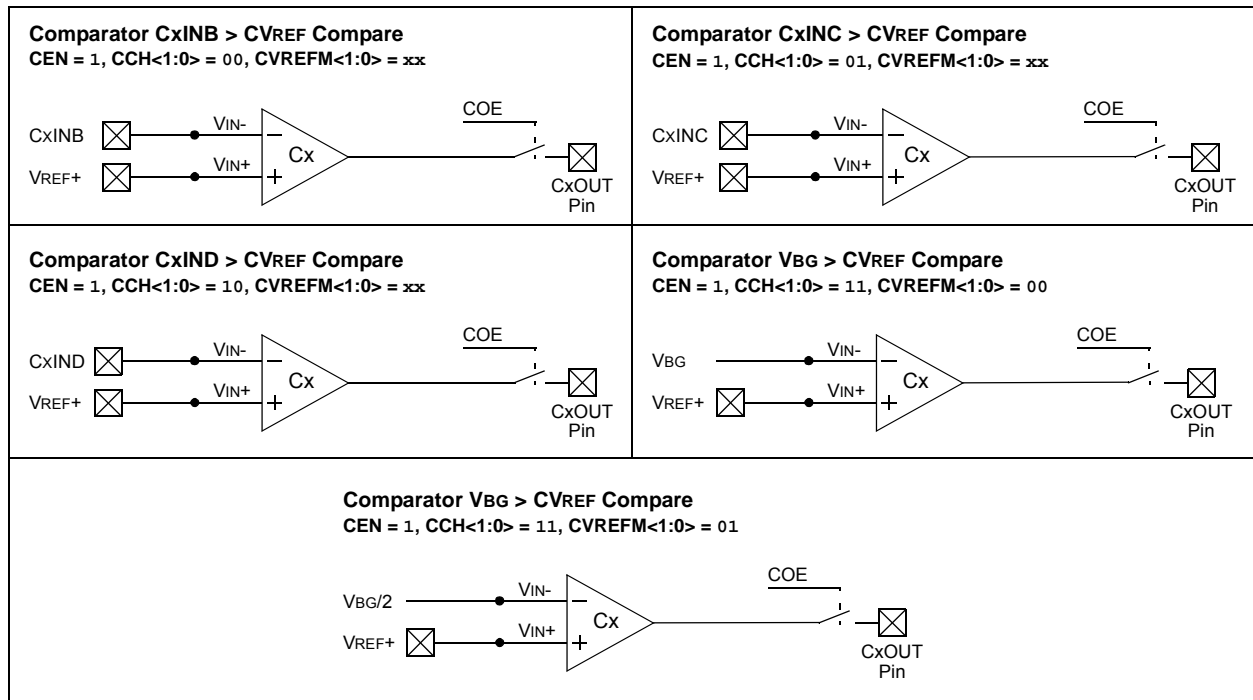 Comparator CxINB > CVREF Compare
CEN = 1, CCH<1:0> = 00, CVREFM<1:0> = xx
COE
CxINB
VIN-
Cx
VREF+
VIN+
CxOUT
Pin
Comparator CxINC > CVREF Compare
CEN = 1, CCH<1:0> = 01, CVREFM<1:0> = xx
COE
CxINC
VIN-
Cx
VREF+
VIN+
CxOUT
Pin
Comparator CxIND > CVREF Compare
CEN = 1, CCH<1:0> = 10, CVREFM<1:0> = xx
COE
CxIND
VIN-
Cx
VREF+
VIN+
CxOUT
Pin
Comparator VBG > CVREF Compare
CEN = 1, CCH<1:0> = 11, CVREFM<1:0> = 00
COE
VBG
VIN-
Cx
VREF+
VIN+
CxOUT
Pin
Comparator VBG > CVREF Compare
CEN = 1, CCH<1:0> = 11, CVREFM<1:0> = 01
COE
VBG/2
VIN-
Cx
VREF+
VIN+
CxOUT
Pin